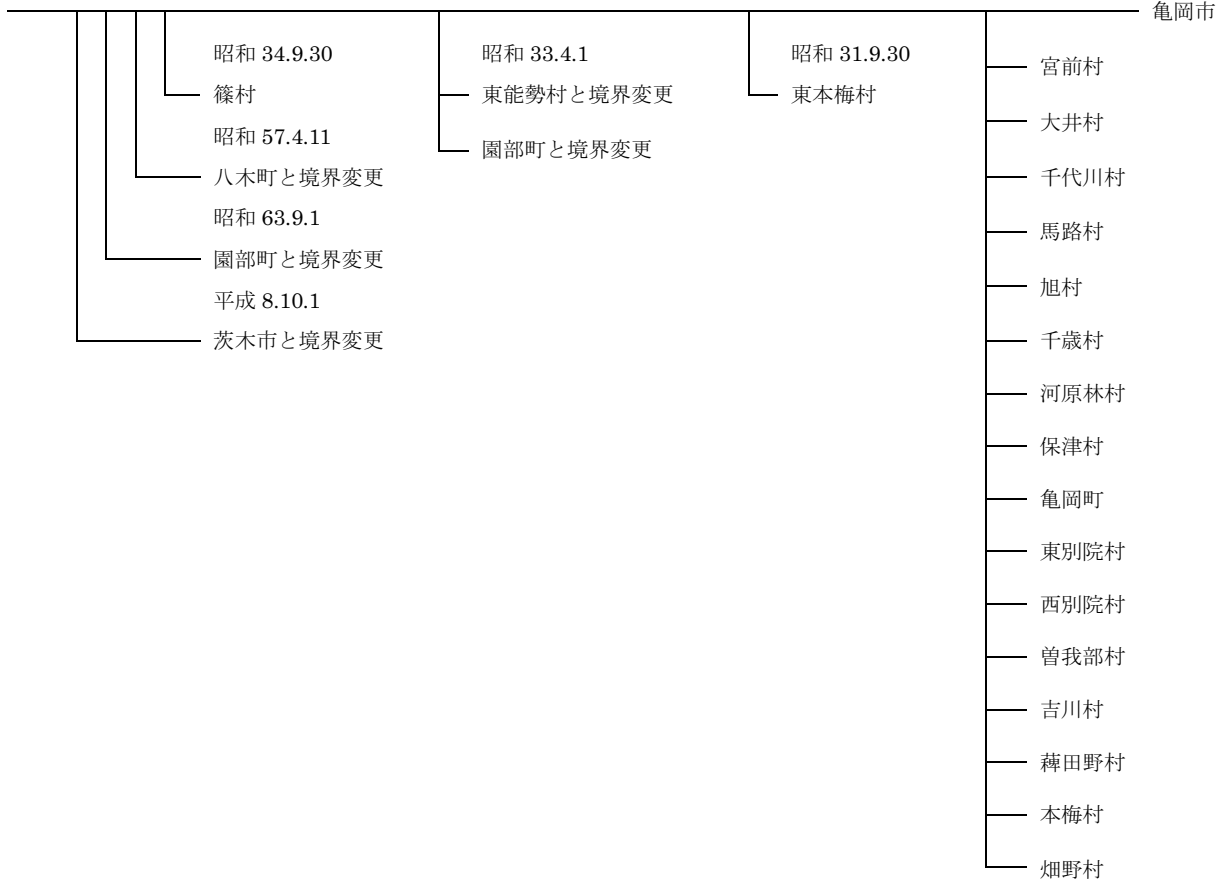 亀岡市
昭和 34.9.30
篠村
昭和 57.4.11
八木町と境界変更
昭和 63.9.1
園部町と境界変更
平成 8.10.1
茨木市と境界変更
昭和 33.4.1
東能勢村と境界変更
園部町と境界変更
昭和 31.9.30
東本梅村
宮前村
大井村
千代川村
馬路村
旭村
千歳村
河原林村
保津村
亀岡町
東別院村
西別院村
曽我部村
吉川村
薭田野村
本梅村
畑野村